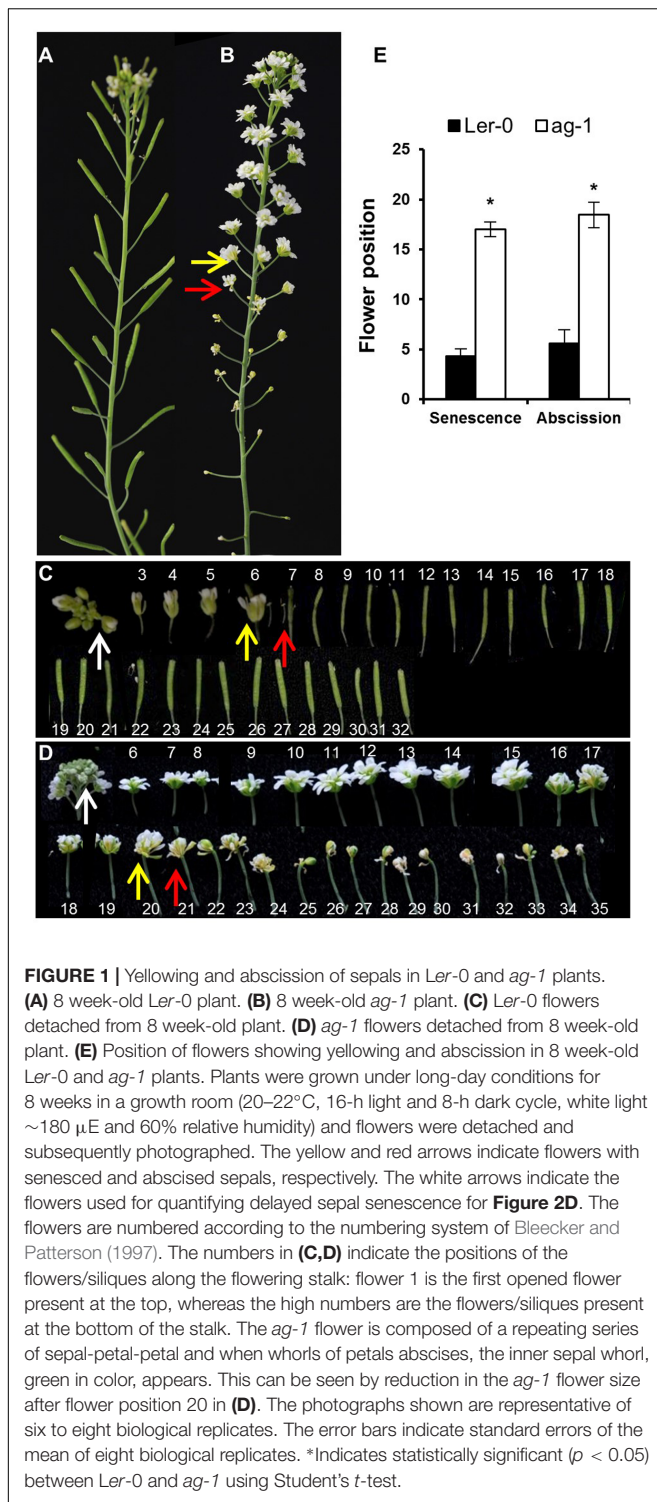 A
B
E
Ler-0 ag-1
25
20
15
10
5
0
Flower position
* *
Senescence Abscission
C
3 4 5 6 7 8 9 10 11 12 13 14 15 16 17 18
19 20 21 22 23 24 25 26 27 28 29 30 31 32
D
6 7 8 9 10 11 12 13 14 15 16 17
18 19 20 21 22 23 24 25 26 27 28 29 30 31 32 33 34 35
FIGURE 1 | Yellowing and abscission of sepals in Ler-0 and ag-1 plants.
(A) 8 week-old Ler-0 plant. (B) 8 week-old ag-1 plant. (C) Ler-0 flowers
detached from 8 week-old plant. (D) ag-1 flowers detached from 8 week-old
plant. (E) Position of flowers showing yellowing and abscission in 8 week-old
Ler-0 and ag-1 plants. Plants were grown under long-day conditions for
8 weeks in a growth room (20–22°C, 16-h light and 8-h dark cycle, white light
∼180 μE and 60% relative humidity) and flowers were detached and
subsequently photographed. The yellow and red arrows indicate flowers with
senesced and abscised sepals, respectively. The white arrows indicate the
flowers used for quantifying delayed sepal senescence for Figure 2D. The
flowers are numbered according to the numbering system of Bleecker and
Patterson (1997). The numbers in (C,D) indicate the positions of the
flowers/siliques along the flowering stalk: flower 1 is the first opened flower
present at the top, whereas the high numbers are the flowers/siliques present
at the bottom of the stalk. The ag-1 flower is composed of a repeating series
of sepal-petal-petal and when whorls of petals abscises, the inner sepal whorl,
green in color, appears. This can be seen by reduction in the ag-1 flower size
after flower position 20 in (D). The photographs shown are representative of
six to eight biological replicates. The error bars indicate standard errors of the
mean of eight biological replicates. *Indicates statistically significant (p < 0.05)
between Ler-0 and ag-1 using Student's t-test.